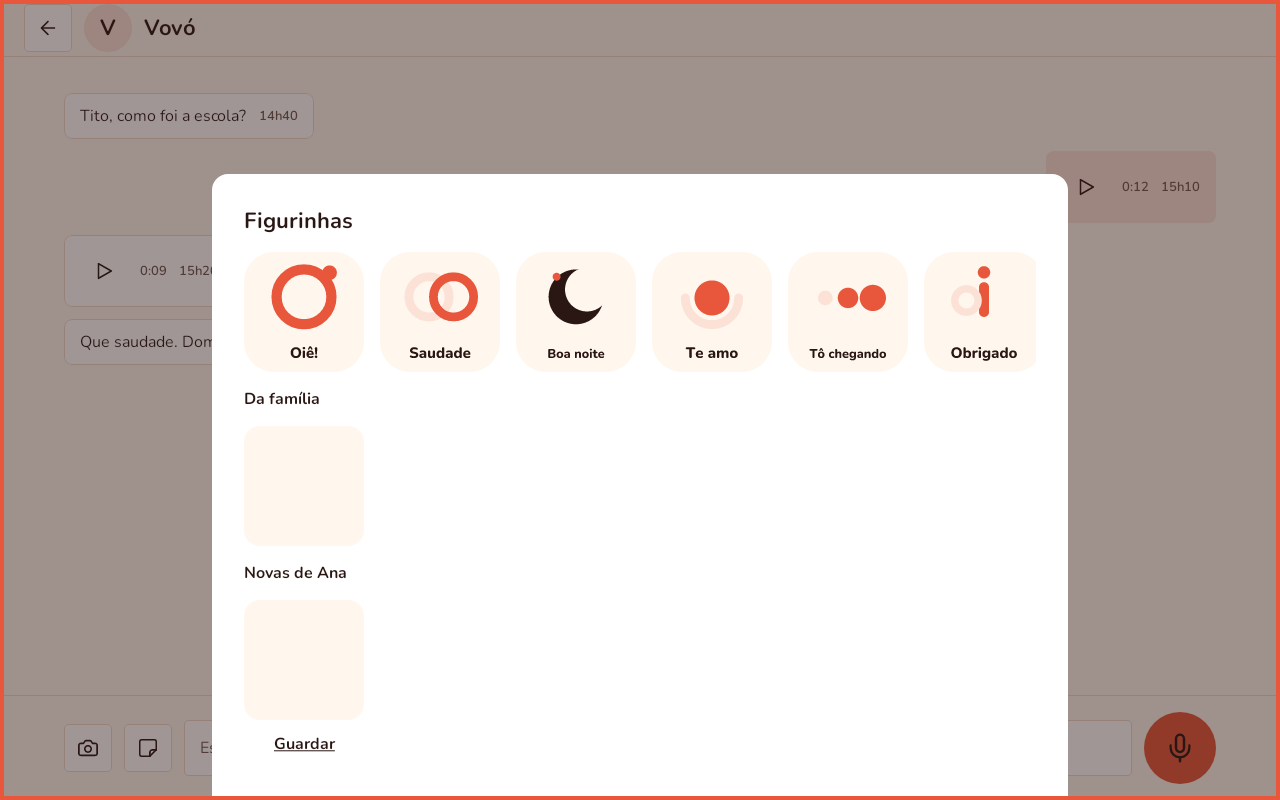 V Vovó
Tito, como foi a escola? 14h40
0:12 15h10
0:09
Que saudade.
Figurinhas
Oiê!
Saudade
Boa noite
Te amo
Tô chegando
Obrigado
Da família
Novas de Ana
Guardar